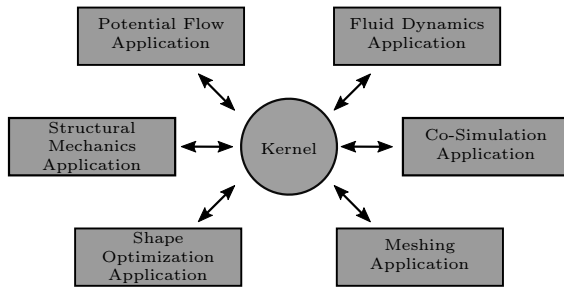 Potential Flow
Application
Fluid Dynamics
Application
Structural
Mechanics
Application
Kernel
Co-Simulation
Application
Shape
Optimization
Application
Meshing
Application